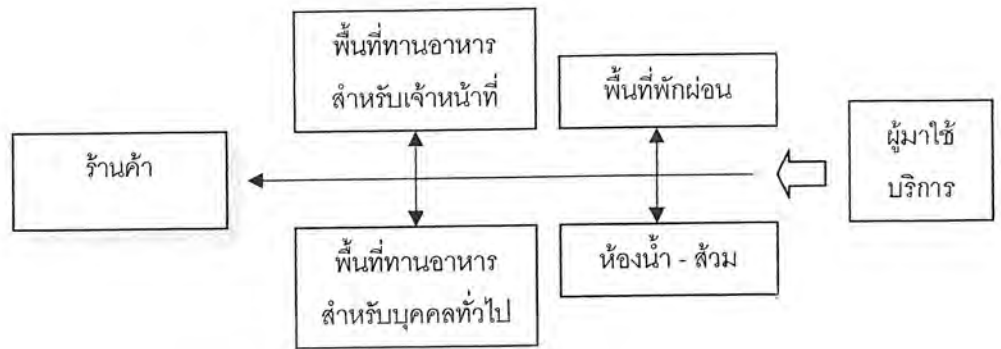 พื้นที่ทานอาหาร
สำหรับเจ้าหน้าที่
พื้นที่พักผ่อน
ร้านค้า
ผู้มาใช้
บริการ
พื้นที่ทานอาหาร
สำหรับบุคคลทั่วไป
ห้องน้ำ - ส้วม